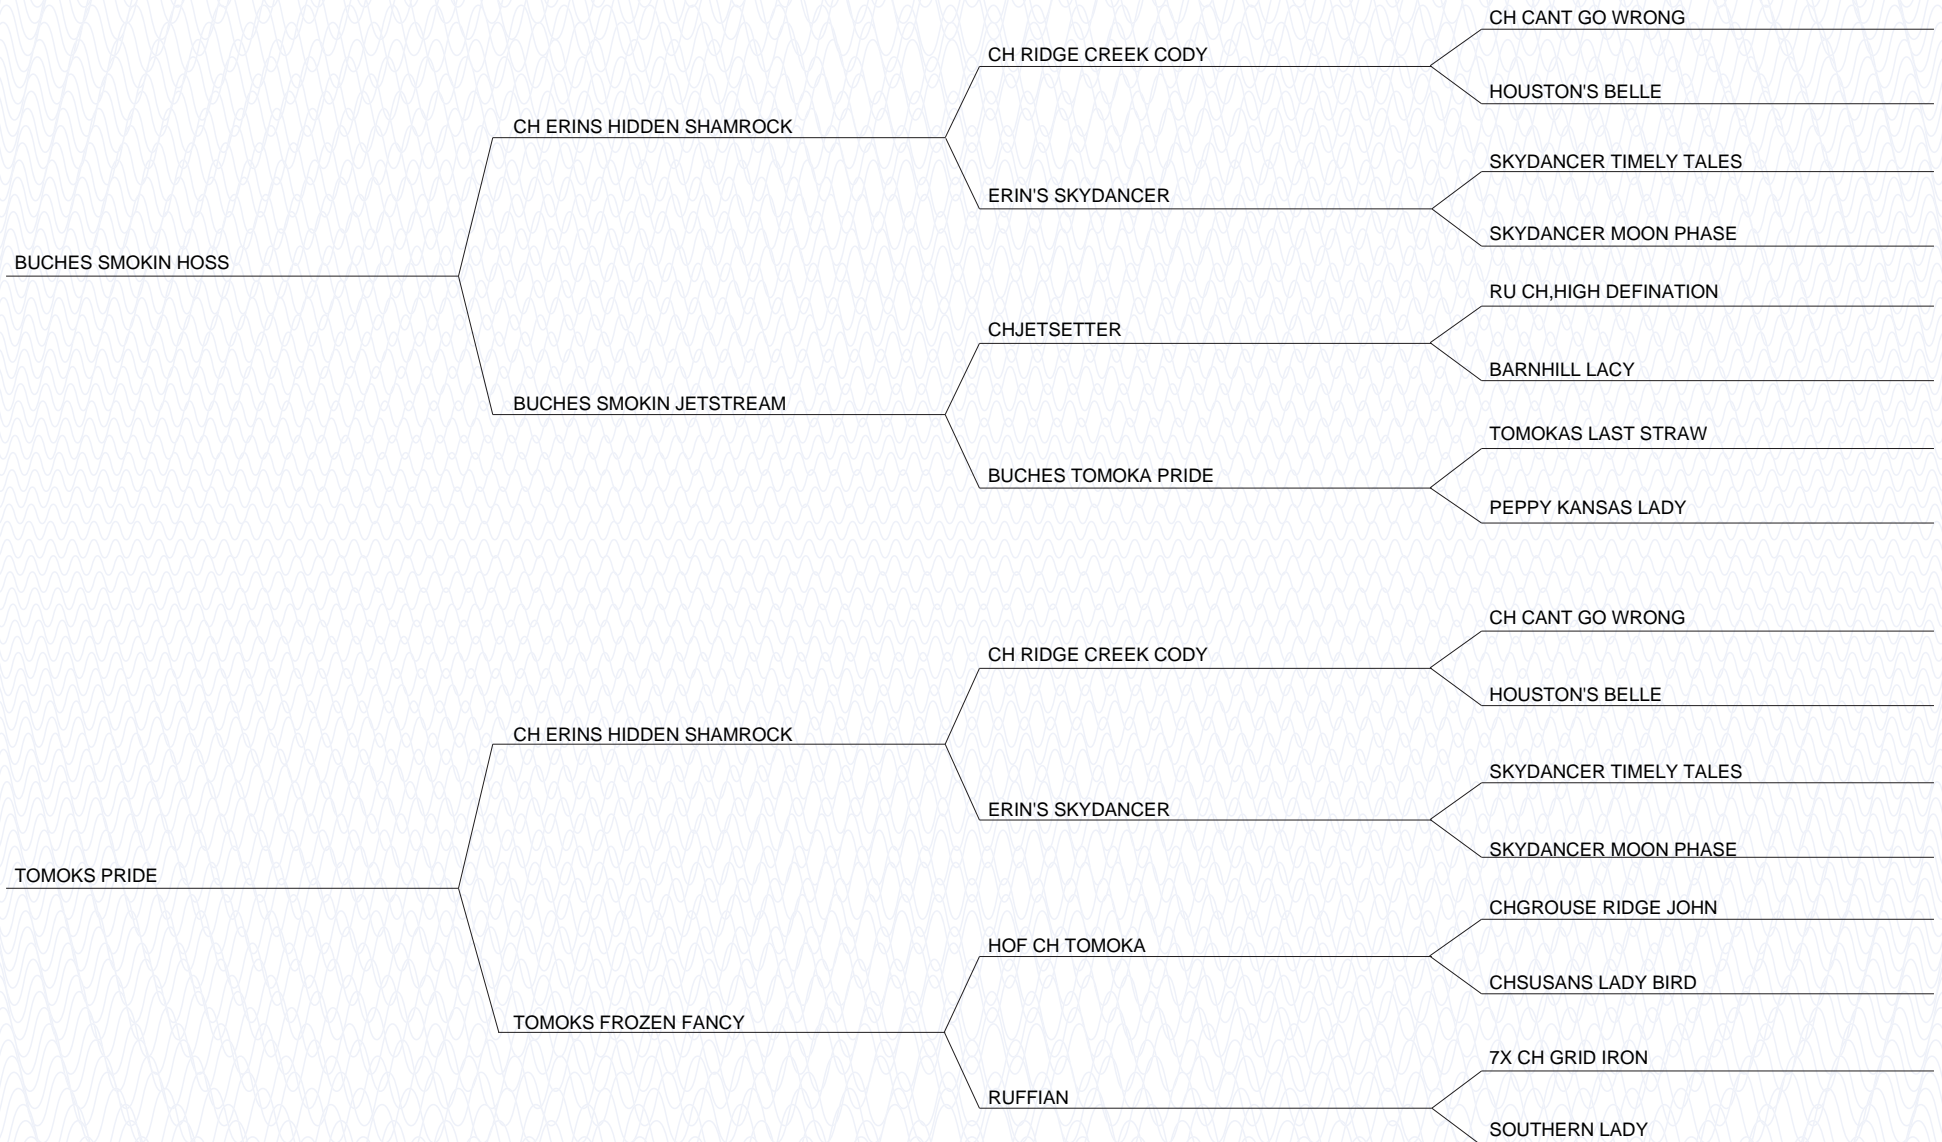 CH CANT GO WRONG
CH RIDGE CREEK CODY
HOUSTON'S BELLE
CH ERINS HIDDEN SHAMROCK
SKYDANCER TIMELY TALES
ERIN'S SKYDANCER
SKYDANCER MOON PHASE
BUCHES SMOKIN HOSS
RU CH,HIGH DEFINATION
CHJETSETTER
BARNHILL LACY
BUCHES SMOKIN JETSTREAM
TOMOKAS LAST STRAW
BUCHES TOMOKA PRIDE
PEPPY KANSAS LADY
CH CANT GO WRONG
CH RIDGE CREEK CODY
HOUSTON'S BELLE
CH ERINS HIDDEN SHAMROCK
SKYDANCER TIMELY TALES
ERIN'S SKYDANCER
SKYDANCER MOON PHASE
TOMOKS PRIDE
CHGROUSE RIDGE JOHN
HOF CH TOMOKA
CHSUSANS LADY BIRD
TOMOKS FROZEN FANCY
7X CH GRID IRON
RUFFIAN
SOUTHERN LADY